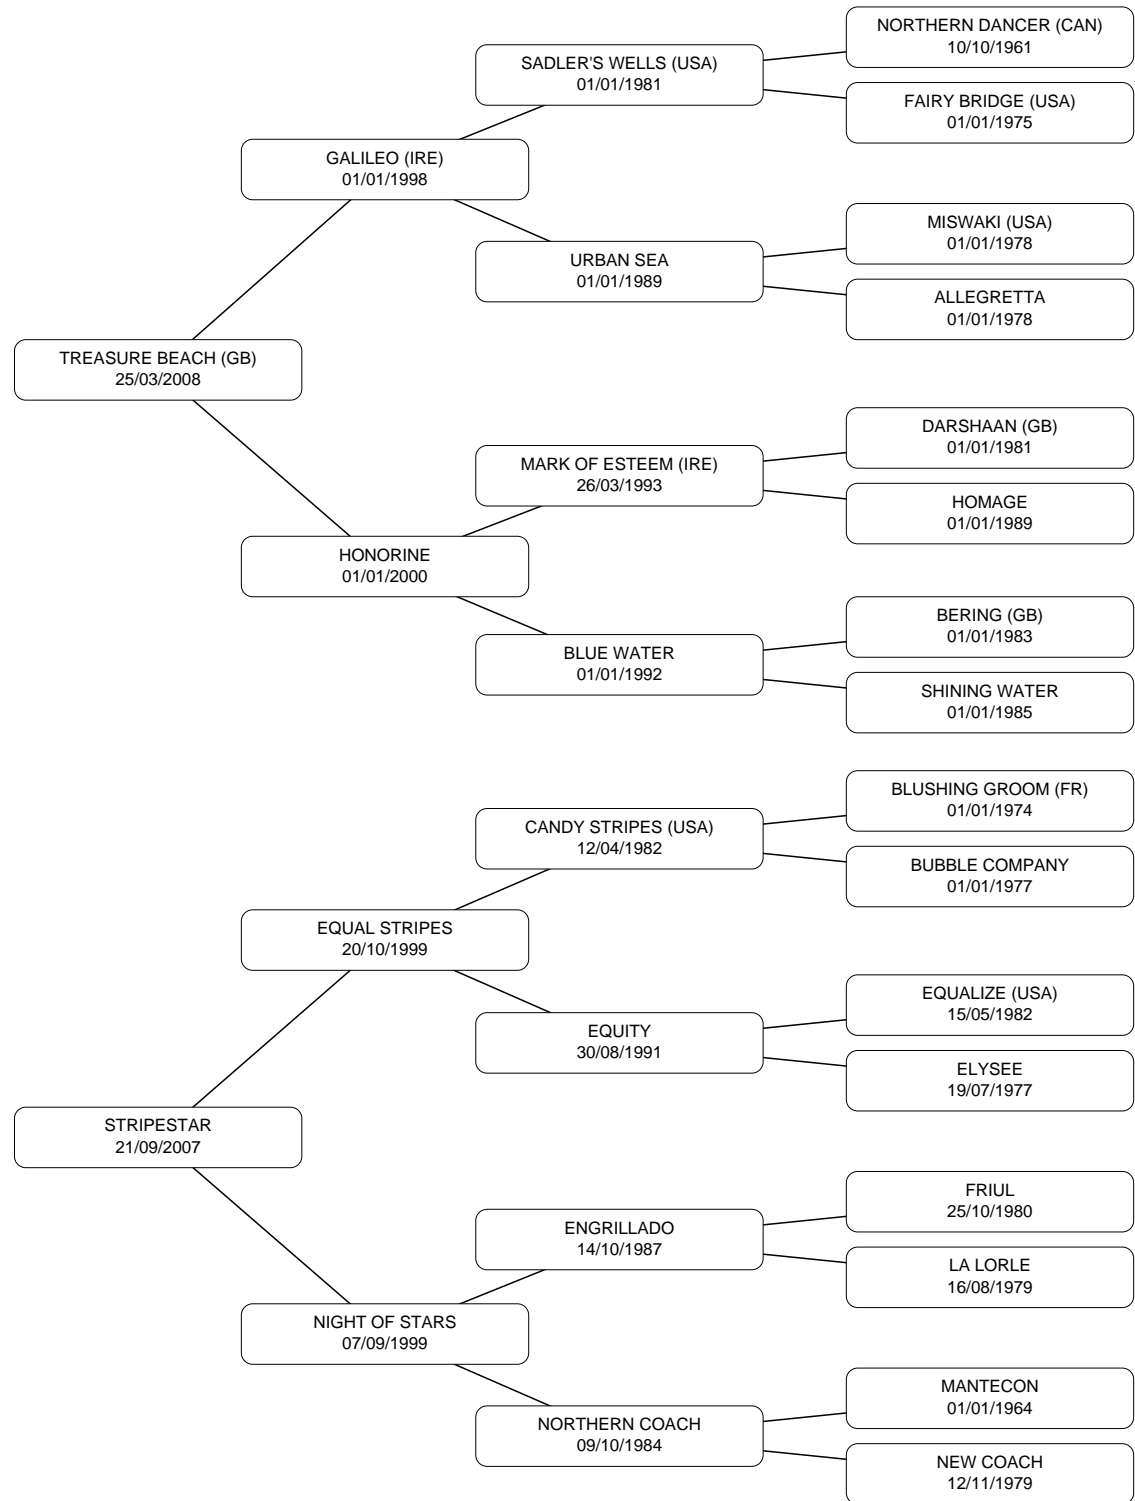 NORTHERN DANCER (CAN)
10/10/1961
SADLER'S WELLS (USA)
01/01/1981
FAIRY BRIDGE (USA)
01/01/1975
GALILEO (IRE)
01/01/1998
MISWAKI (USA)
01/01/1978
URBAN SEA
01/01/1989
ALLEGRETTA
01/01/1978
TREASURE BEACH (GB)
25/03/2008
DARSHAAN (GB)
01/01/1981
MARK OF ESTEEM (IRE)
26/03/1993
HOMAGE
01/01/1989
HONORINE
01/01/2000
BERING (GB)
01/01/1983
BLUE WATER
01/01/1992
SHINING WATER
01/01/1985
BLUSHING GROOM (FR)
01/01/1974
CANDY STRIPES (USA)
12/04/1982
BUBBLE COMPANY
01/01/1977
EQUAL STRIPES
20/10/1999
EQUALIZE (USA)
15/05/1982
EQUITY
30/08/1991
ELYSEE
19/07/1977
STRIPESTAR
21/09/2007
FRIUL
25/10/1980
ENGRILLADO
14/10/1987
LA LORLE
16/08/1979
NIGHT OF STARS
07/09/1999
MANTECON
01/01/1964
NORTHERN COACH
09/10/1984
NEW COACH
12/11/1979